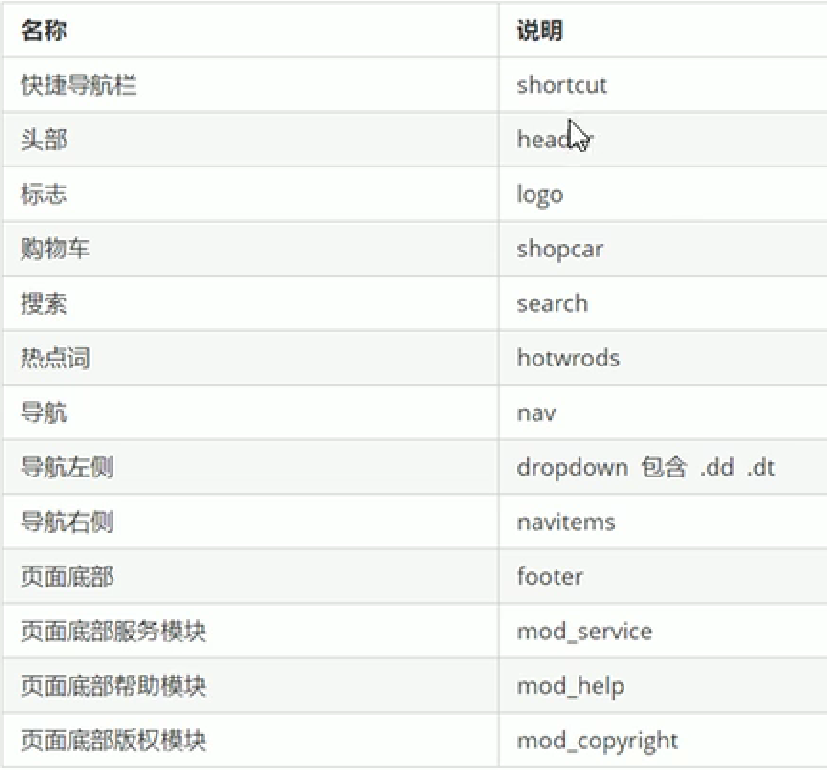 名称 说明
快捷导航栏 shortcut
头部 header
标志 logo
购物车 shopcar
搜索 search
热点词 hotwrods
导航 nav
导航左侧 dropdown 包含 .dd .dt
导航右侧 navitems
页面底部 footer
页面底部服务模块 mod_service
页面底部帮助模块 mod_help
页面底部版权模块 mod_copyright